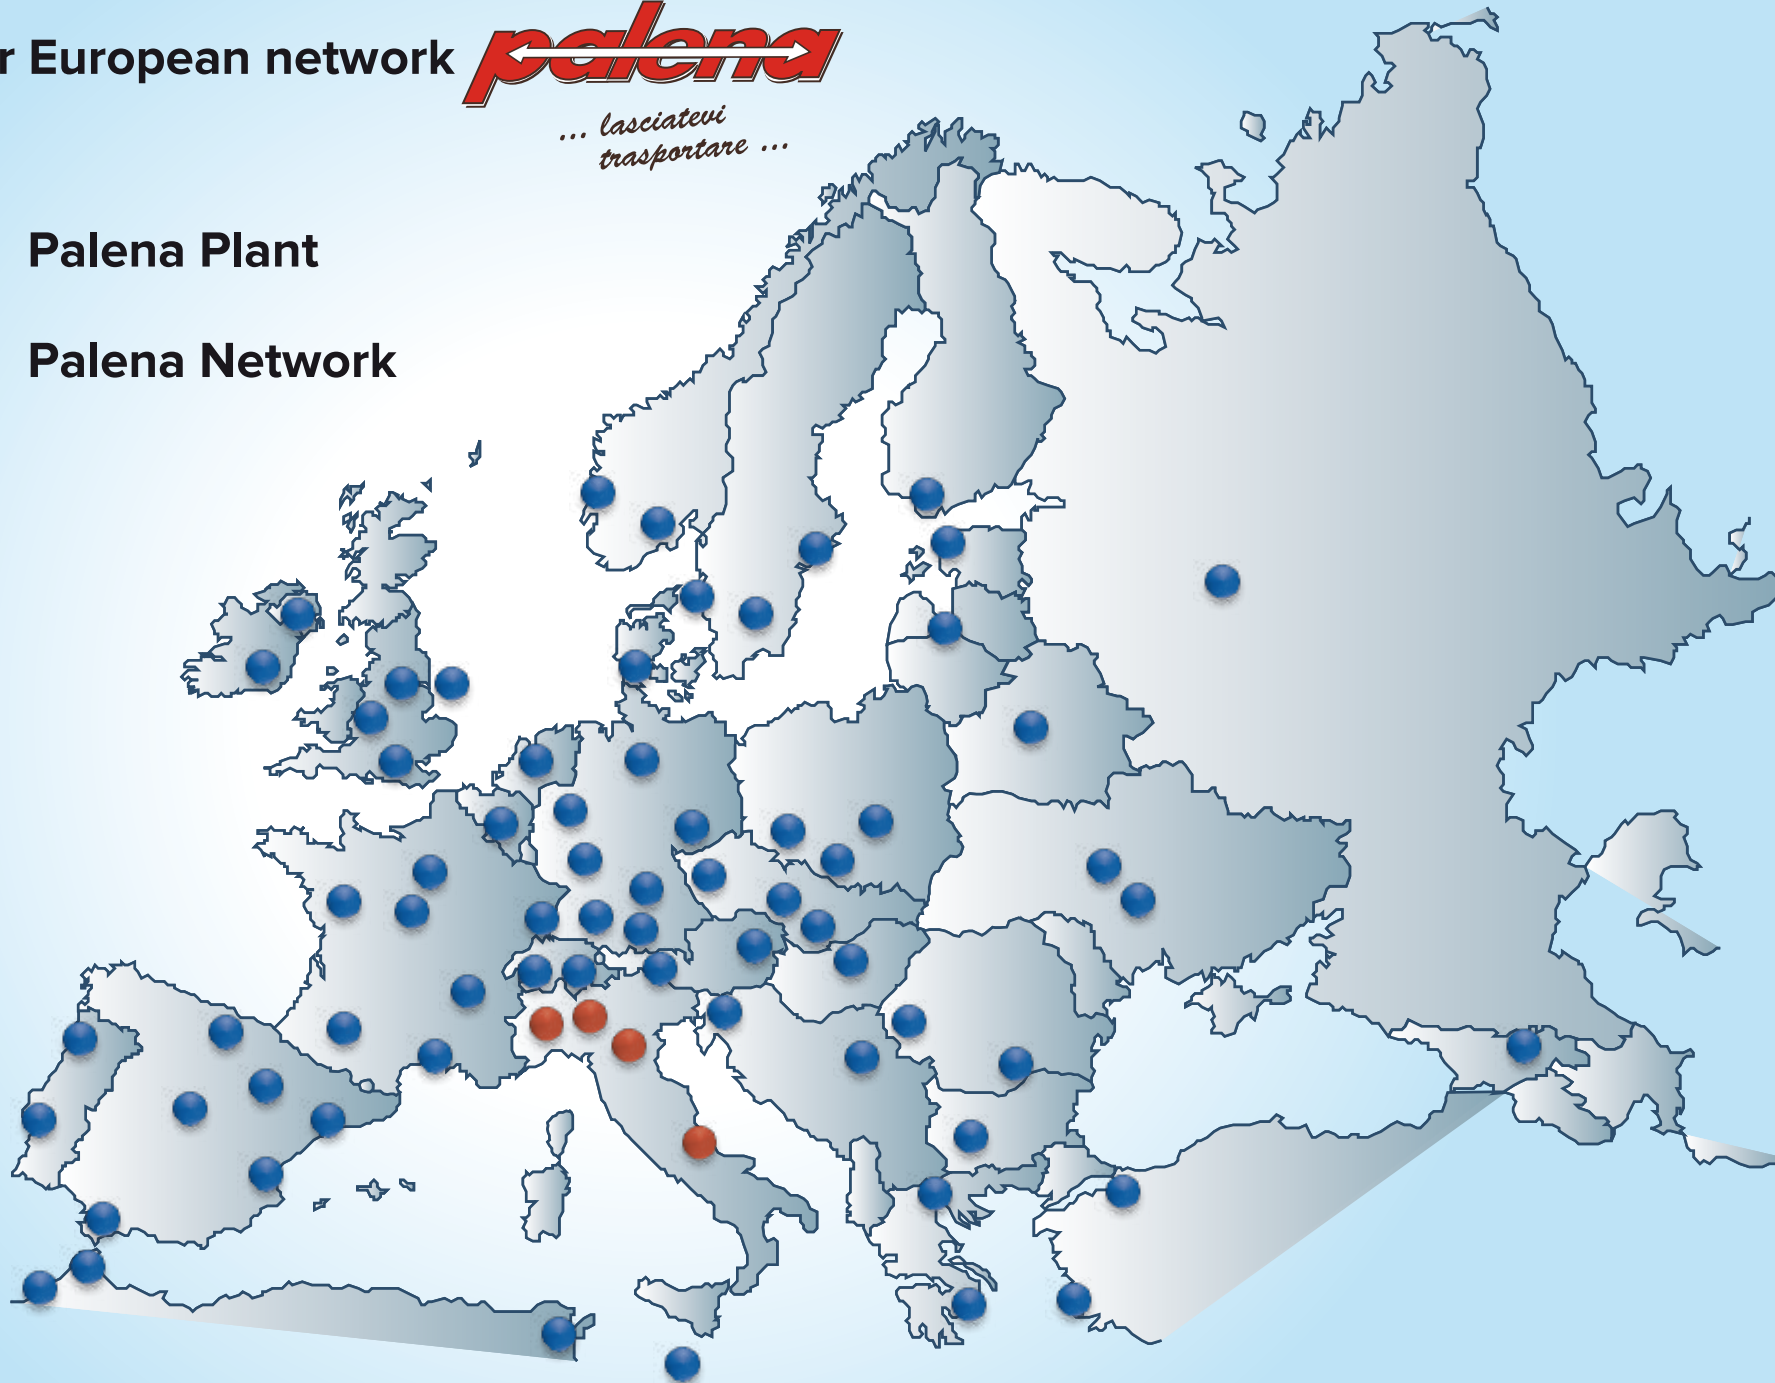 r European network
palena
... lasciatevi
trasportare ...
Palena Plant
Palena Network